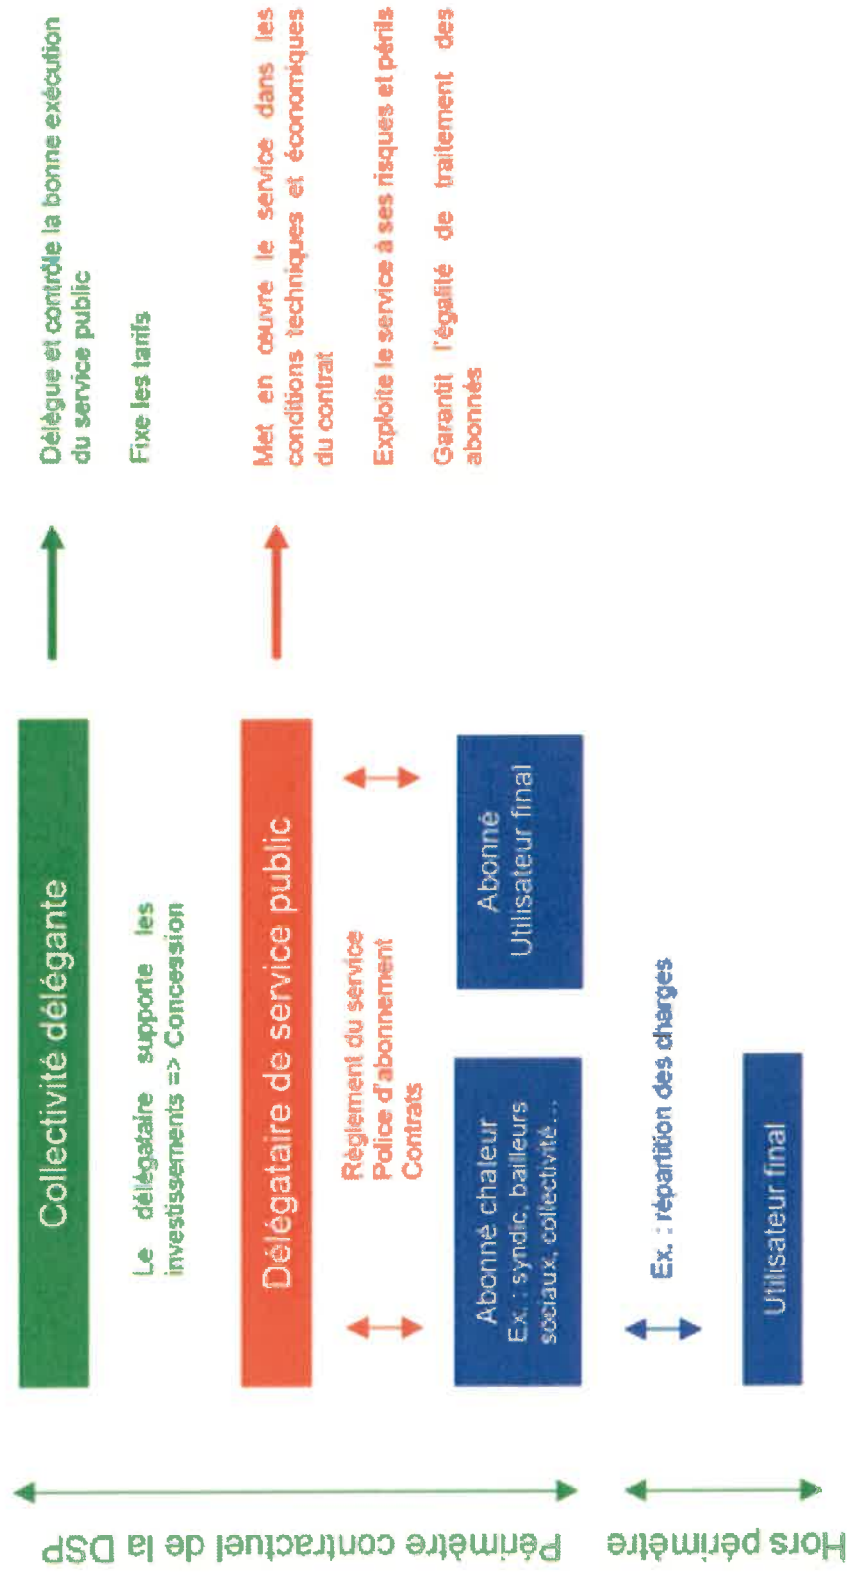 Collectivité délégante
Délègue et contrôle la bonne exécution
du service public
Fixe les tarifs
Le délégataire supporte les
investissements => Concession
Délégataire de service public
Met en œuvre le service dans les
conditions techniques et économiques
du contrat
Exploite le service à ses risques et périls
Garantit l'égalité de traitement des
abonnés
Règlement du service
Police d'abonnement
Contrats
Abonné chaleur
Ex. : syndic, bailleurs
sociaux, collectivité...
Abonné
Utilisateur final
Ex. : répartition des charges
Utilisateur final
Périmètre contractuel de la DSP
Hors périmètre